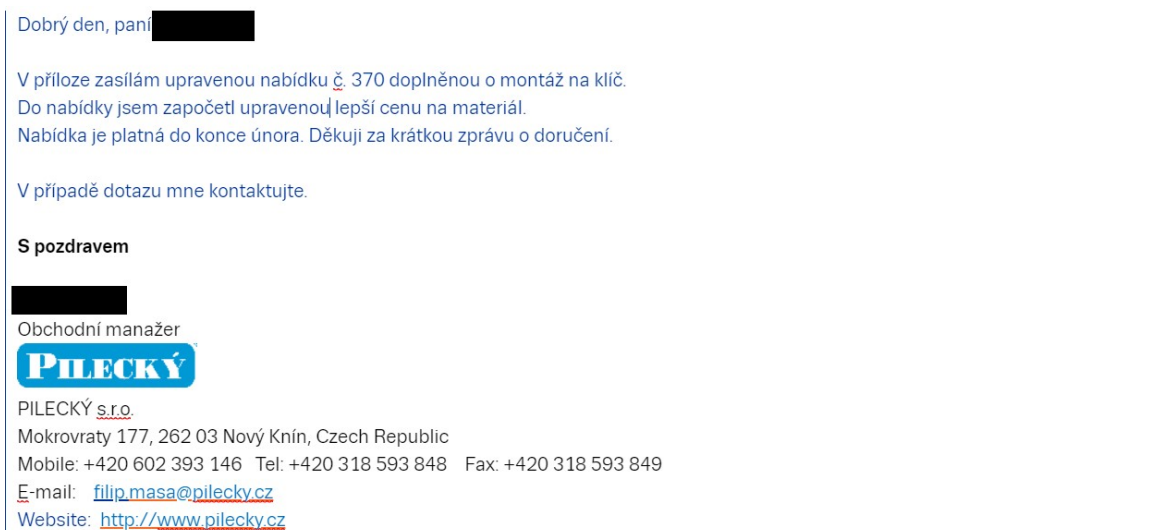 Dobrý den, paní
V příloze zasílám upravenou nabídku č. 370 doplněnou o montáž na klíč.
Do nabídky jsem započetl upravenou lepší cenu na materiál.
Nabídka je platná do konce února. Děkuji za krátkou zprávu o doručení.
V případě dotazu mne kontaktujte.
S pozdravem
Obchodní manažer
PILECKÝ
PILECKÝ s.r.o.
Mokrovraty 177, 262 03 Nový Knín, Czech Republic
Mobile: +420 602 393 146 Tel: +420 318 593 848 Fax: +420 318 593 849
E-mail: filip.masa@pilecky.cz
Website: http://www.pilecky.cz